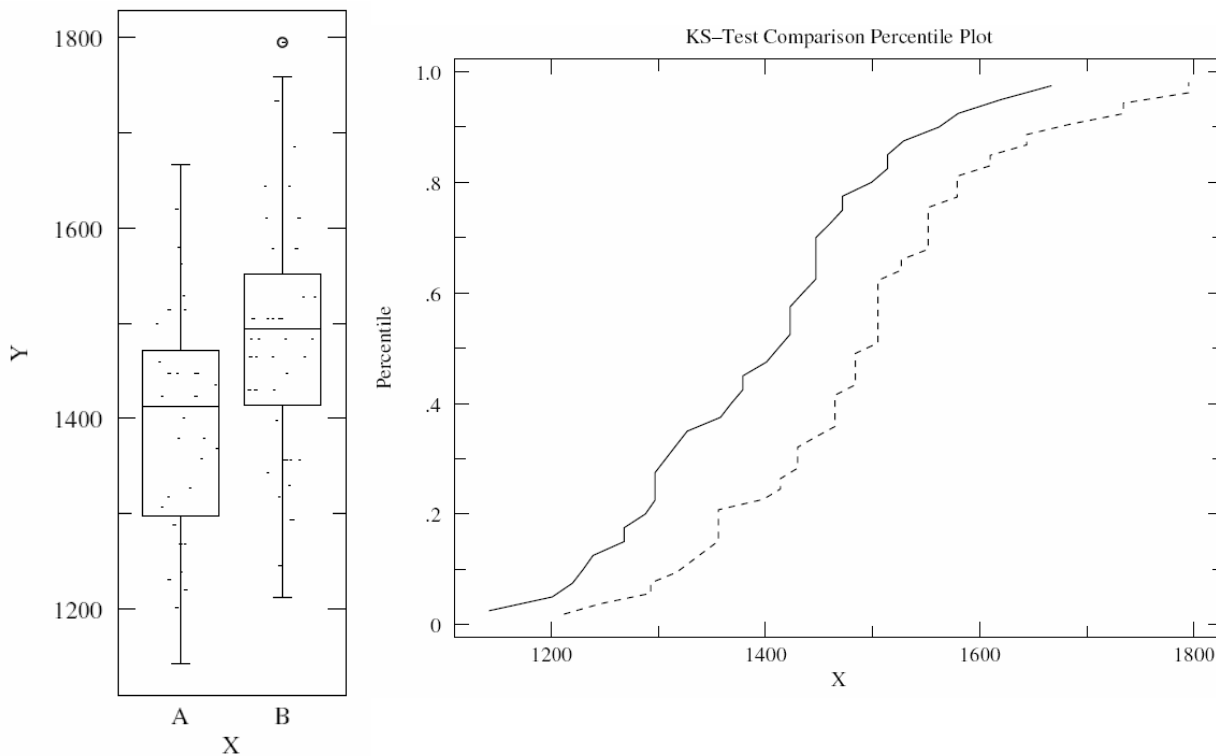 1800
1600
1400
1200
Y
A B
X
KS–Test Comparison Percentile Plot
1.0
.8
.6
.4
.2
0
Percentile
1200 1400 1600 1800
X